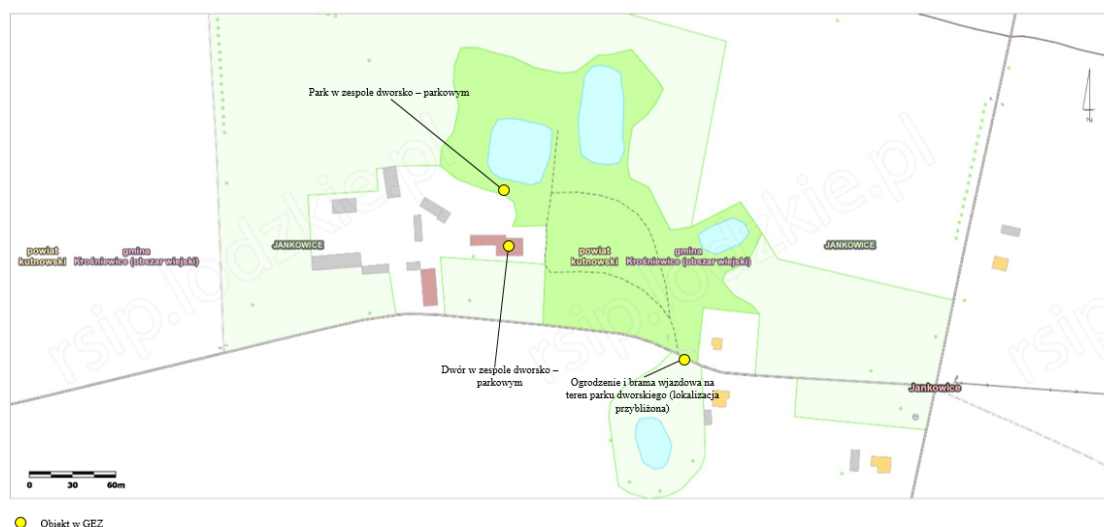 Park w zespole dworsko – parkowym
N
powiat
kutnowski
gmina
Krośniewice (obszar wiejski)
JANKOWICE
powiat
kutnowski
gmina
Krośniewice (obszar wiejski)
JANKOWICE
rsip.lodzkie.pl
rsip.lodzkie.pl
rsip
Dwór w zespole dworsko –
parkowym
Ogrodzenie i brama wjazdowa na
teren parku dworskiego (lokalizacja
przybliżona)
Jankowice
0 30 60m
Obiekt w GEZ